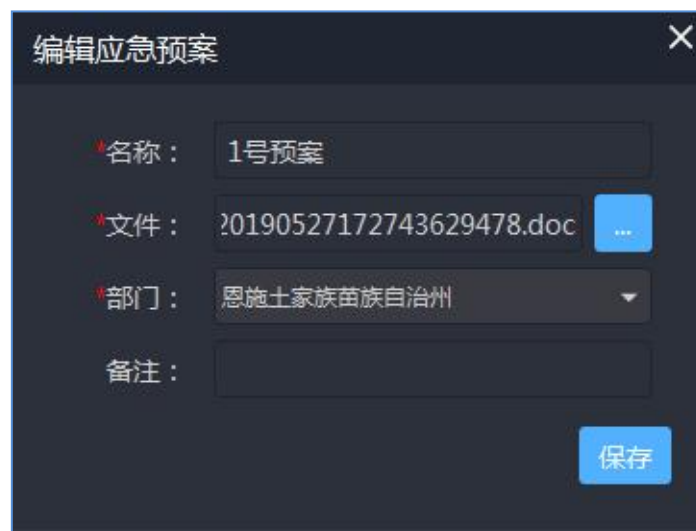 编辑应急预案
*名称：
1号预案
*文件：
20190527172743629478.doc
...
*部门：
恩施土家族苗族自治州
备注：
保存